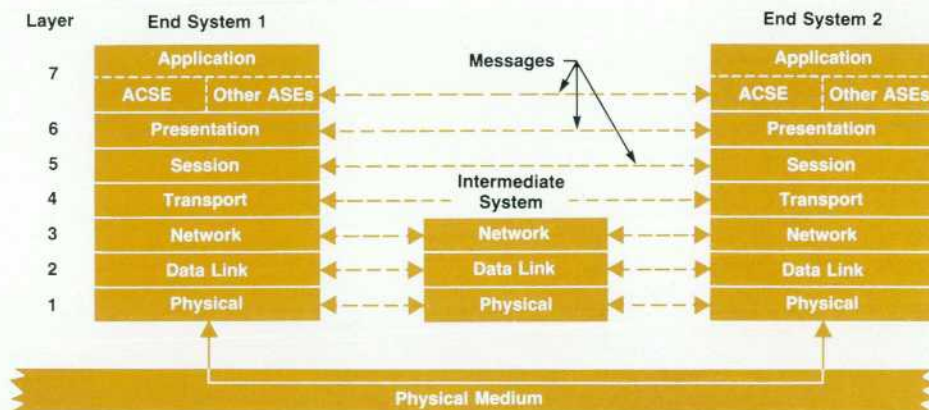 Layer
End System 1
End System 2
7
Application
Messages
Application
ACSE
Other ASEs
ACSE
Other ASEs
6
Presentation
Presentation
5
Session
Session
Intermediate
System
4
Transport
Transport
3
Network
Network
Network
2
Data Link
Data Link
Data Link
1
Physical
Physical
Physical
Physical Medium